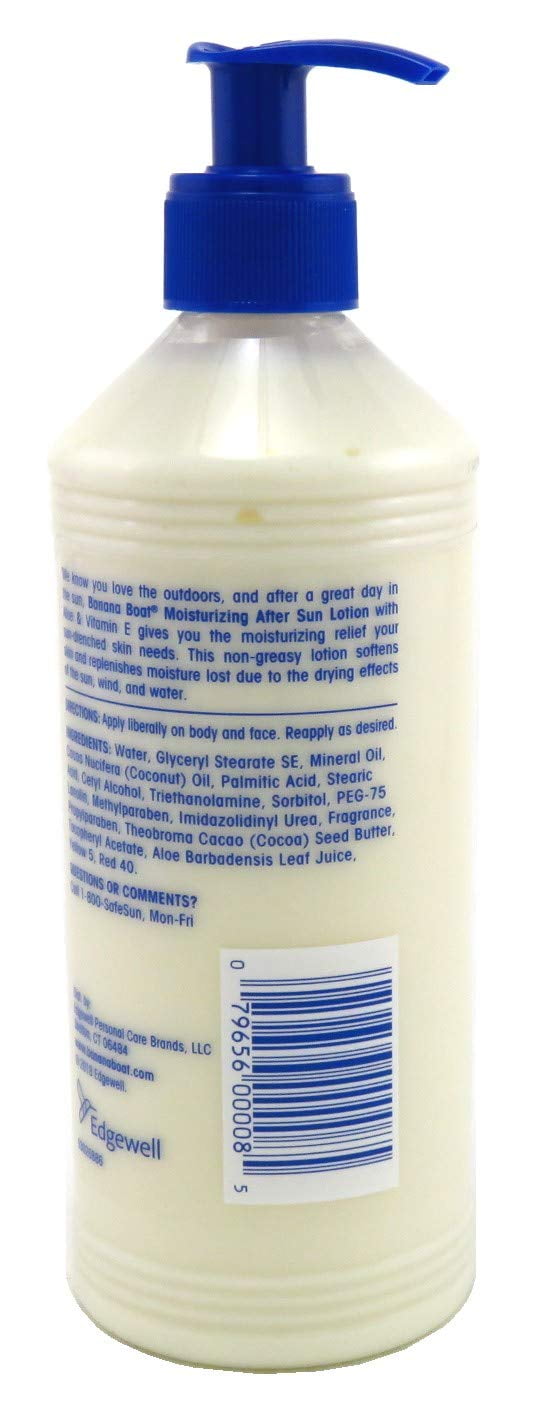 We know you love the outdoors, and after a great day in
the sun, Banana Boat® Moisturizing After Sun Lotion with
Aloe & Vitamin E gives you the moisturizing relief your
sun-drenched skin needs. This non-greasy lotion softens
skin and replenishes moisture lost due to the drying effects
of the sun, wind, and water.
DIRECTIONS: Apply liberally on body and face. Reapply as desired.
INGREDIENTS: Water, Glyceryl Stearate SE, Mineral Oil,
Cocos Nucifera (Coconut) Oil, Palmitic Acid, Stearic
Acid, Cetyl Alcohol, Triethanolamine, Sorbitol, PEG-75
Lanolin, Methylparaben, Imidazolidinyl Urea, Fragrance,
Propylparaben, Theobroma Cacao (Cocoa) Seed Butter,
Tocopheryl Acetate, Aloe Barbadensis Leaf Juice,
Yellow 5, Red 40.
QUESTIONS OR COMMENTS?
Call 1-800-SafeSun, Mon-Fri
Dist. by:
Edgewell Personal Care Brands, LLC
Shelton, CT 06484
www.bananaboat.com
© 2018 Edgewell.
Edgewell
0 79656 00008 5